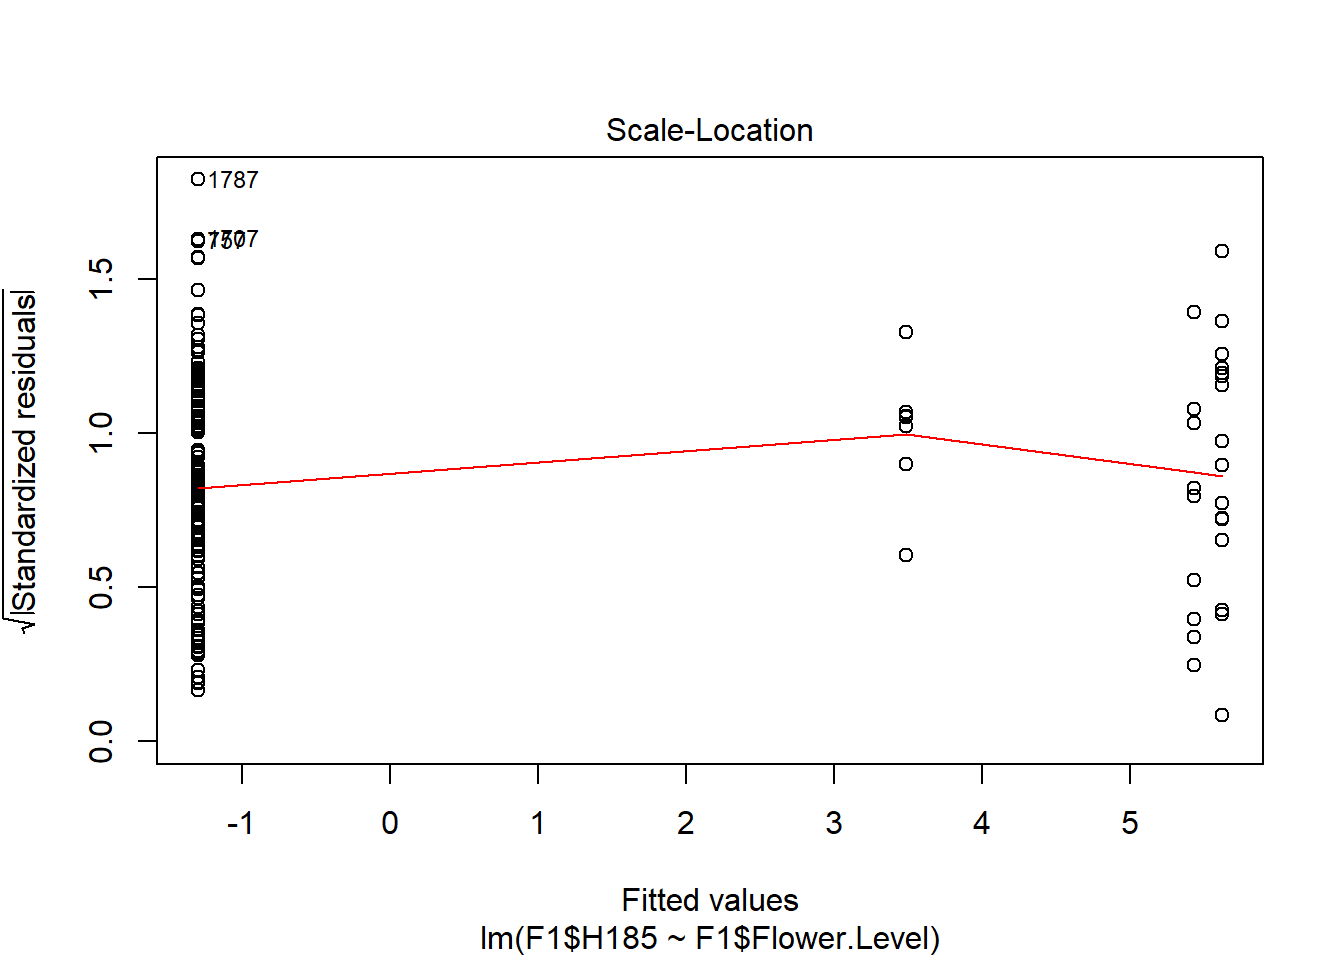 Scale-Location
1787
√|Standardized residuals|
0.0 0.5 1.0 1.5
-1 0 1 2 3 4 5
Fitted values
lm(F1$H185 ~ F1$Flower.Level)